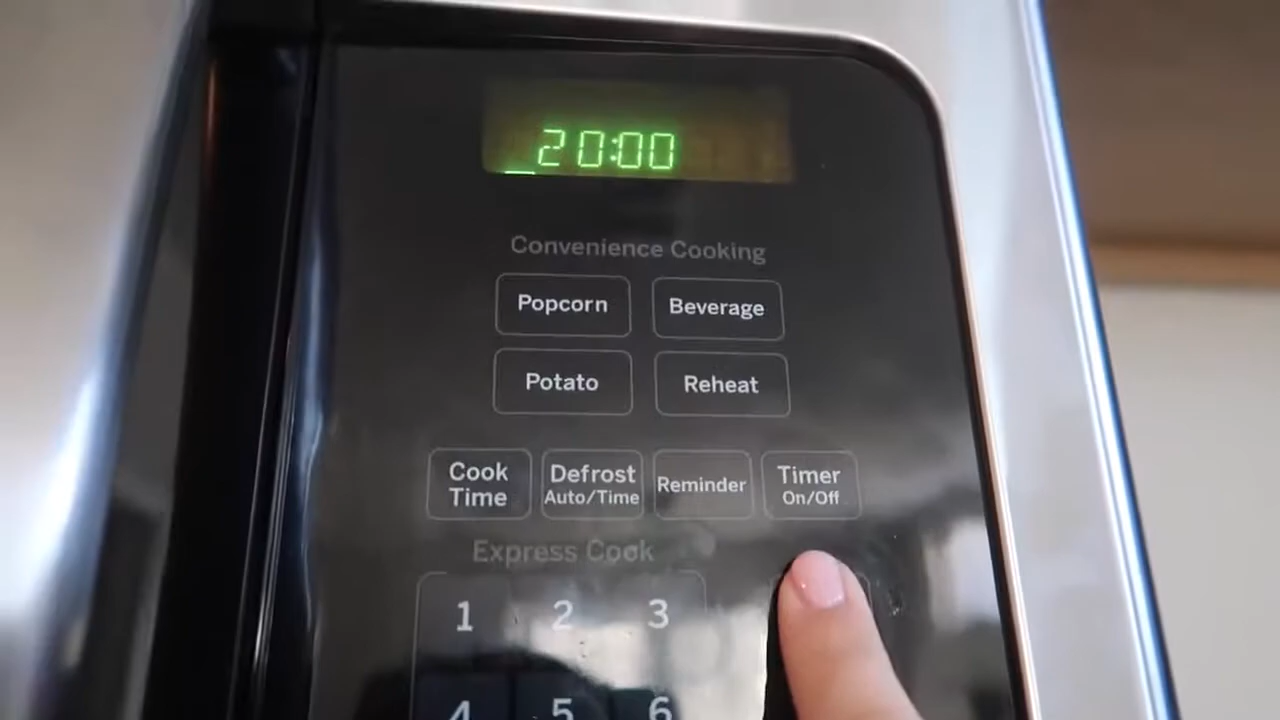 20:00
Convenience Cooking
Popcorn
Beverage
Potato
Reheat
Cook
Time
Defrost
Auto/Time
Reminder
Timer
On/Off
Express Cook
1 2 3
4 5 6